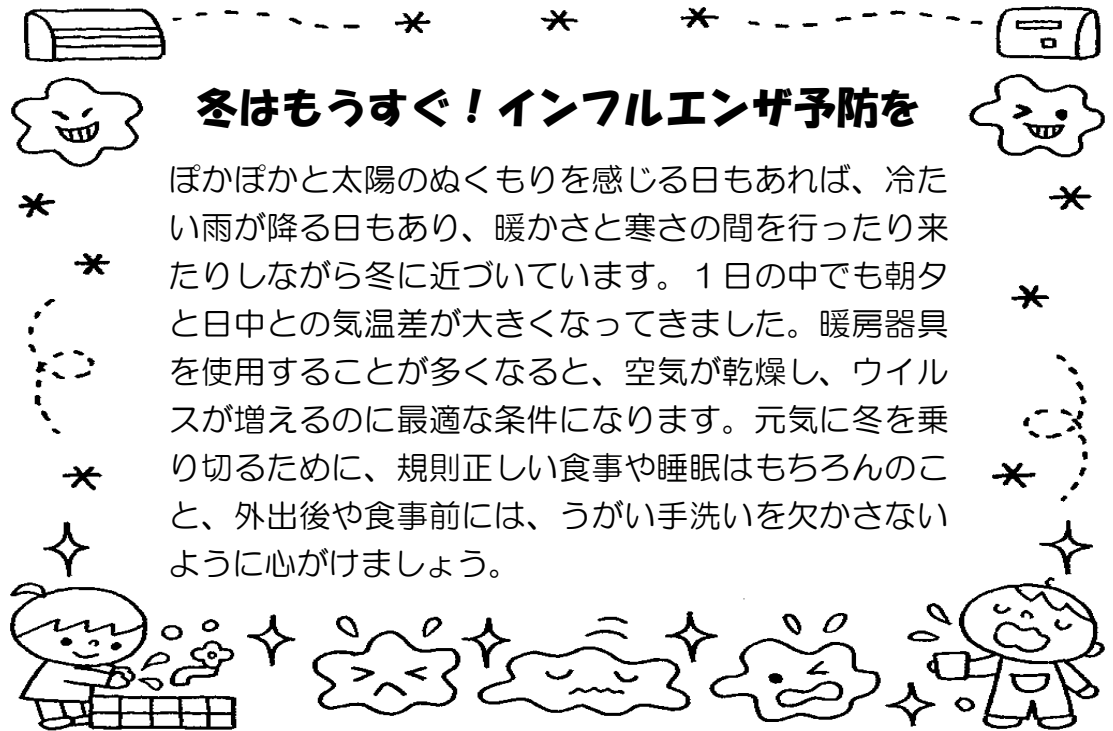 冬はもうすぐ！インフルエンザ予防を
ぽかぽかと太陽のぬくもりを感じる日もあれば、冷た
い雨が降る日もあり、暖かさと寒さの間を行ったり来
たりしながら冬に近づいています。１日の中でも朝夕
と日中との気温差が大きくなってきました。暖房器具
を使用することが多くなると、空気が乾燥し、ウイル
スが増えるのに最適な条件になります。元気に冬を乗
り切るために、規則正しい食事や睡眠はもちろんのこ
と、外出後や食事前には、うがい手洗いを欠かさない
ように心がけましょう。